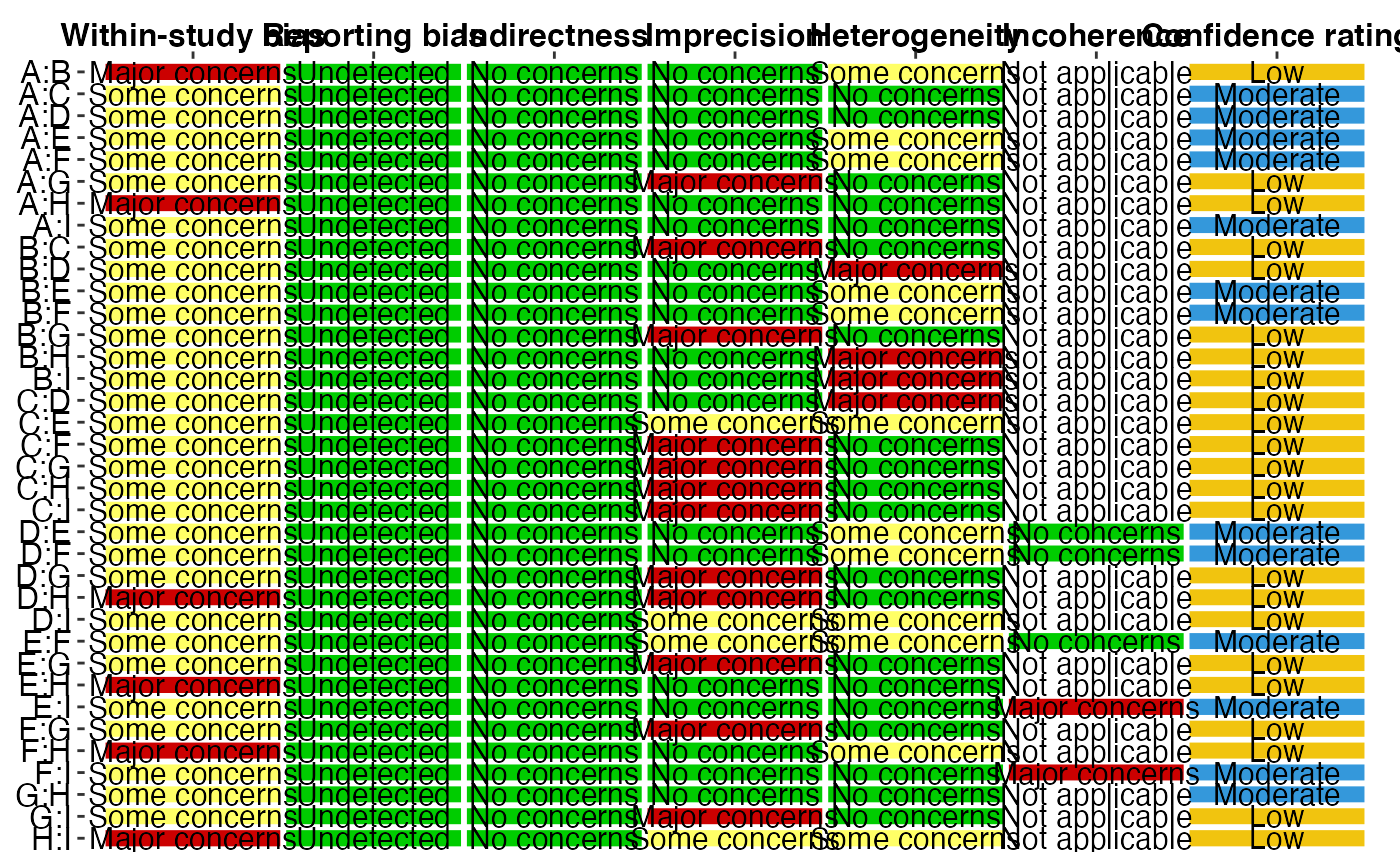 Within-study bias Reporting bias Indirectness Imprecision Heterogeneity Incoherence Confidence rating
A:B Major concerns Undetected No concerns No concerns Some concerns Not applicable Low
A:C Some concerns Undetected No concerns No concerns No concerns Not applicable Moderate
A:D Some concerns Undetected No concerns No concerns No concerns Not applicable Moderate
A:E Some concerns Undetected No concerns No concerns Some concerns Not applicable Moderate
A:F Some concerns Undetected No concerns No concerns Some concerns Not applicable Moderate
A:G Some concerns Undetected No concerns Major concerns No concerns Not applicable Low
A:H Major concerns Undetected No concerns No concerns No concerns Not applicable Low
A:I Some concerns Undetected No concerns No concerns No concerns Not applicable Moderate
B:C Some concerns Undetected No concerns Major concerns No concerns Not applicable Low
B:D Some concerns Undetected No concerns No concerns Major concerns Not applicable Low
B:E Some concerns Undetected No concerns No concerns Some concerns Not applicable Moderate
B:F Some concerns Undetected No concerns No concerns Some concerns Not applicable Moderate
B:G Some concerns Undetected No concerns Major concerns No concerns Not applicable Low
B:H Some concerns Undetected No concerns No concerns Major concerns Not applicable Low
B:I Some concerns Undetected No concerns No concerns Major concerns Not applicable Low
C:D Some concerns Undetected No concerns No concerns Major concerns Not applicable Low
C:E Some concerns Undetected No concerns Some concerns Some concerns Not applicable Low
C:F Some concerns Undetected No concerns Major concerns No concerns Not applicable Low
C:G Some concerns Undetected No concerns Major concerns No concerns Not applicable Low
C:H Some concerns Undetected No concerns Major concerns No concerns Not applicable Low
C:I Some concerns Undetected No concerns Major concerns No concerns Not applicable Low
D:E Some concerns Undetected No concerns No concerns Some concerns No concerns Moderate
D:F Some concerns Undetected No concerns No concerns Some concerns No concerns Moderate
D:G Some concerns Undetected No concerns Major concerns No concerns Not applicable Low
D:H Major concerns Undetected No concerns Major concerns No concerns Not applicable Low
D:I Some concerns Undetected No concerns Some concerns Some concerns Not applicable Low
E:F Some concerns Undetected No concerns Some concerns Some concerns No concerns Moderate
E:G Some concerns Undetected No concerns Major concerns No concerns Not applicable Low
E:H Major concerns Undetected No concerns No concerns No concerns Not applicable Low
E:I Some concerns Undetected No concerns No concerns No concerns Major concerns Moderate
F:G Some concerns Undetected No concerns Major concerns No concerns Not applicable Low
F:H Major concerns Undetected No concerns No concerns Some concerns Not applicable Low
F:I Some concerns Undetected No concerns No concerns No concerns Major concerns Moderate
G:H Some concerns Undetected No concerns No concerns No concerns Not applicable Moderate
G:I Some concerns Undetected No concerns Major concerns No concerns Not applicable Low
H:I Major concerns Undetected No concerns Some concerns Some concerns Not applicable Low